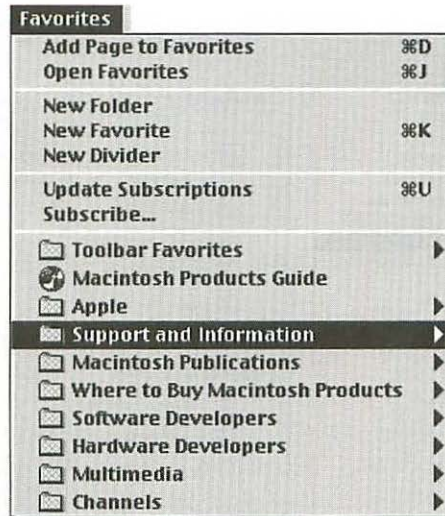 Favorites
Add Page to Favorites ⌘D
Open Favorites ⌘J
New Folder
New Favorite ⌘K
New Divider
Update Subscriptions ⌘U
Subscribe...
Toolbar Favorites
Macintosh Products Guide
Apple
Support and Information
Macintosh Publications
Where to Buy Macintosh Products
Software Developers
Hardware Developers
Multimedia
Channels